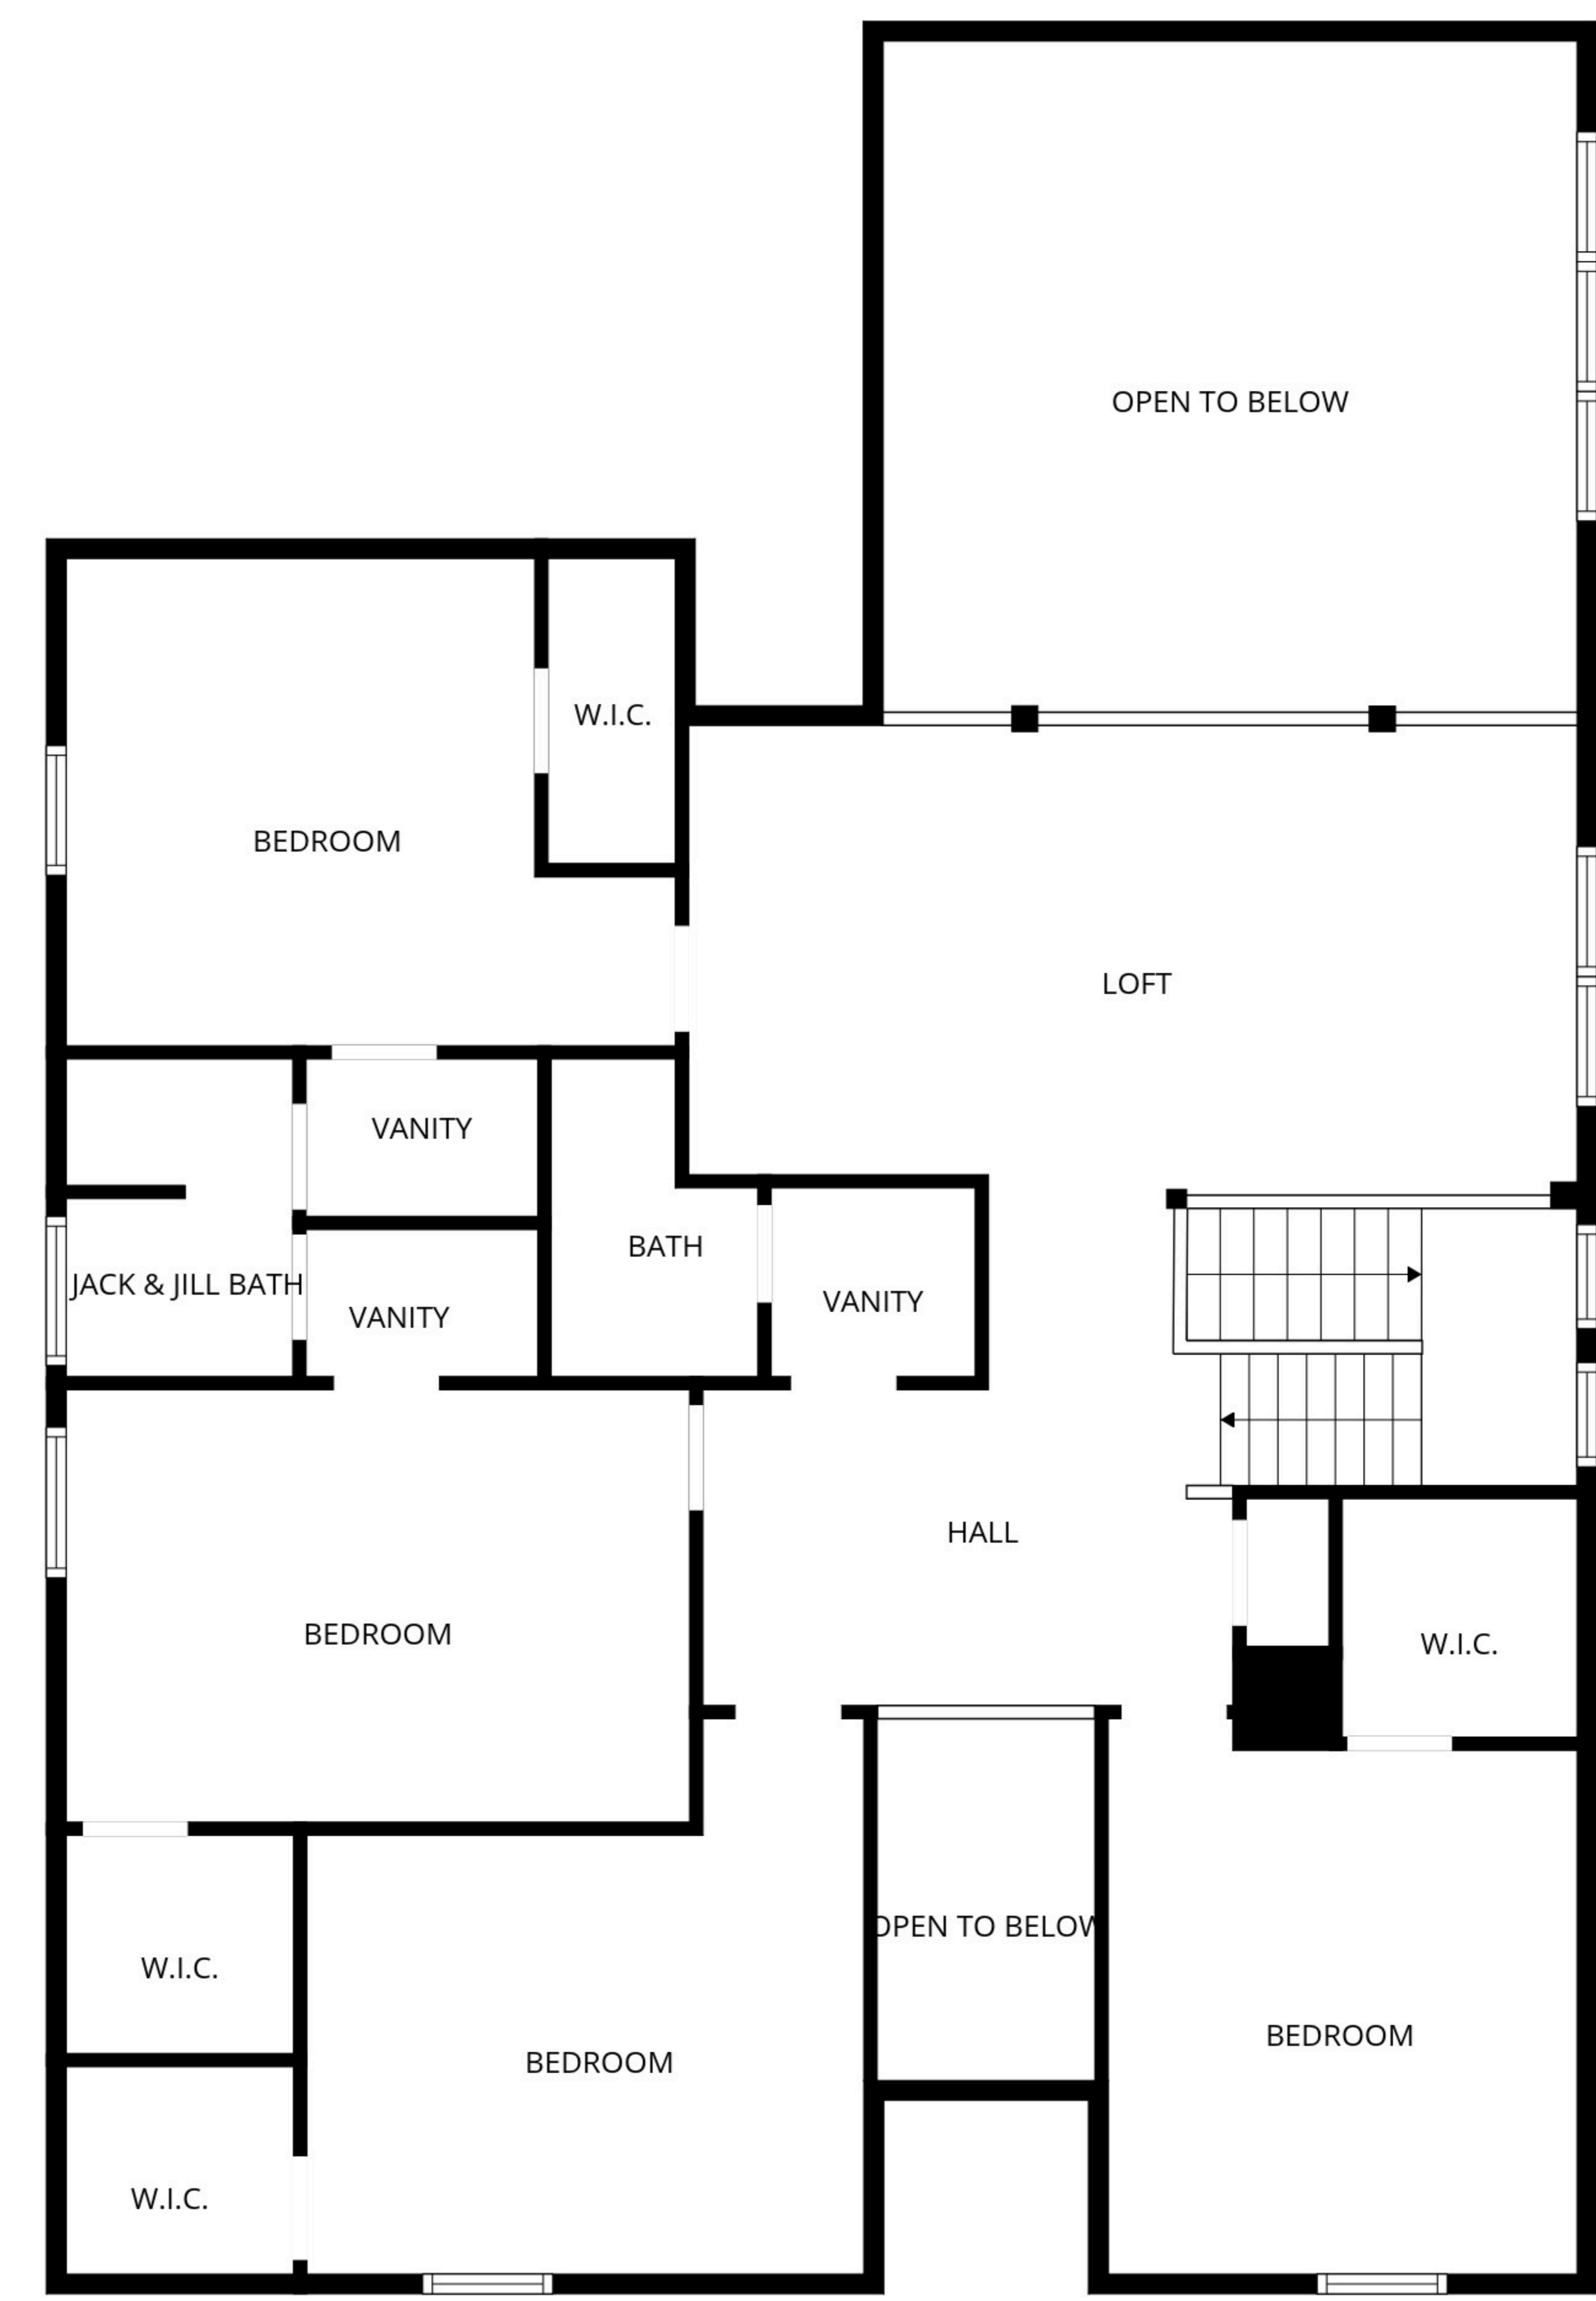 OPEN TO BELOW
W.I.C.
BEDROOM
LOFT
VANITY
BATH
JACK & JILL BATH
VANITY
VANITY
HALL
BEDROOM
W.I.C.
OPEN TO BELOW
W.I.C.
BEDROOM
BEDROOM
W.I.C.